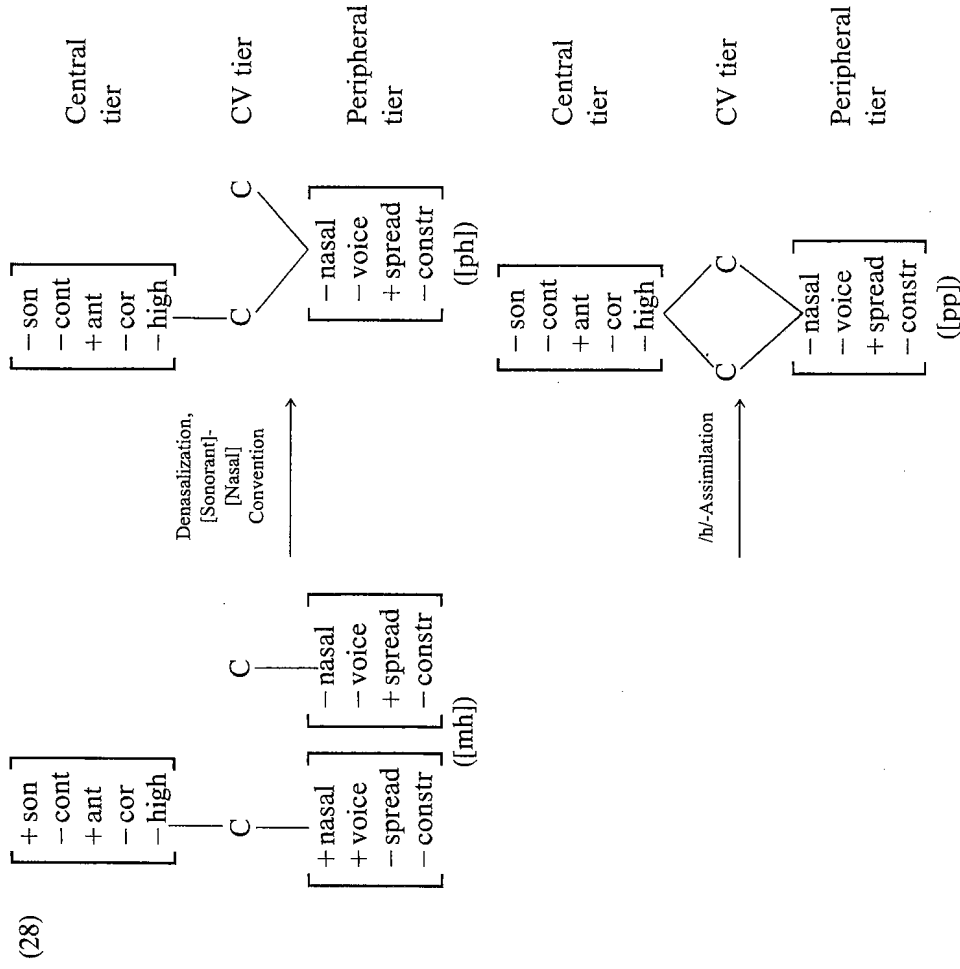 (28)
+ son
− cont
+ ant
− cor
− high
C
C
+ nasal
+ voice
− spread
− constr
− nasal
− voice
+ spread
− constr
([mh])
Denasalization,
[Sonorant]-
[Nasal]
Convention
− son
− cont
+ ant
− cor
− high
C
C
− nasal
− voice
+ spread
− constr
([ph])
Central
tier
CV tier
Peripheral
tier
/h/-Assimilation
− son
− cont
+ ant
− cor
− high
C
C
− nasal
− voice
+ spread
− constr
([pp])
Central
tier
CV tier
Peripheral
tier